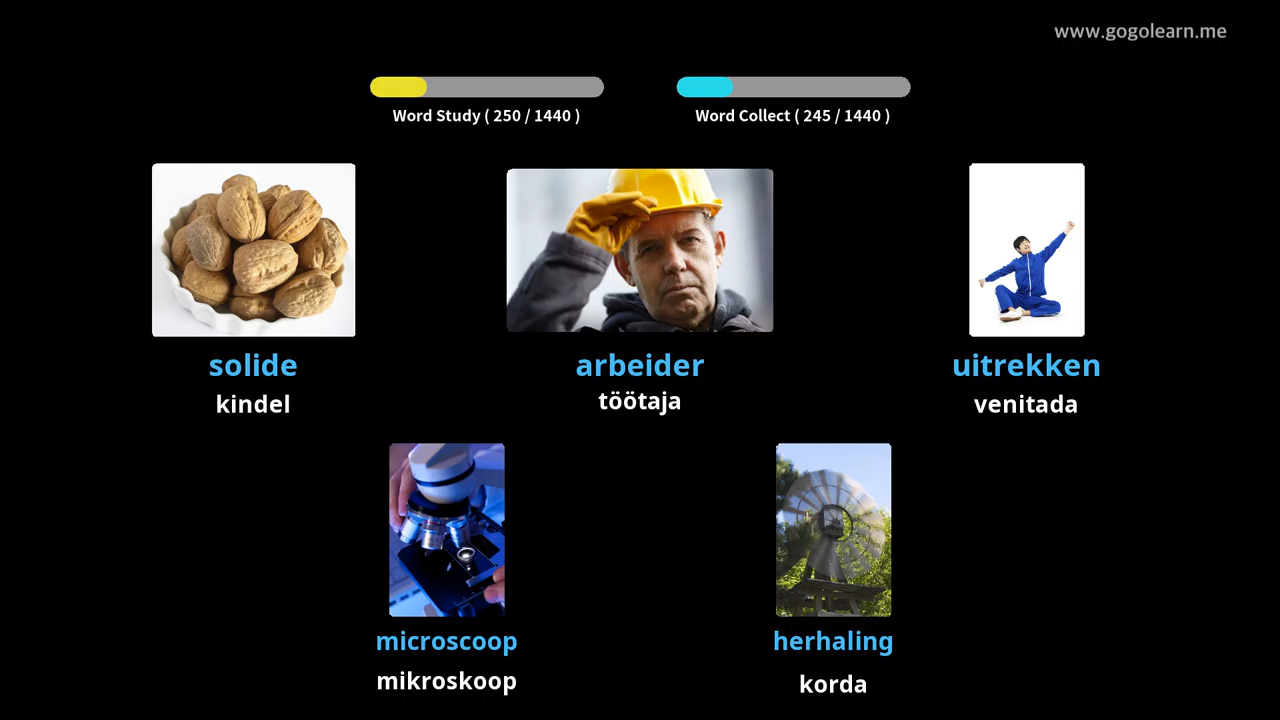 www.gogolearn.me
Word Study ( 250 / 1440 )
Word Collect ( 245 / 1440 )
solide
kindel
arbeider
töötaja
uitrekken
venitada
microscoop
mikroskoop
herhaling
korda